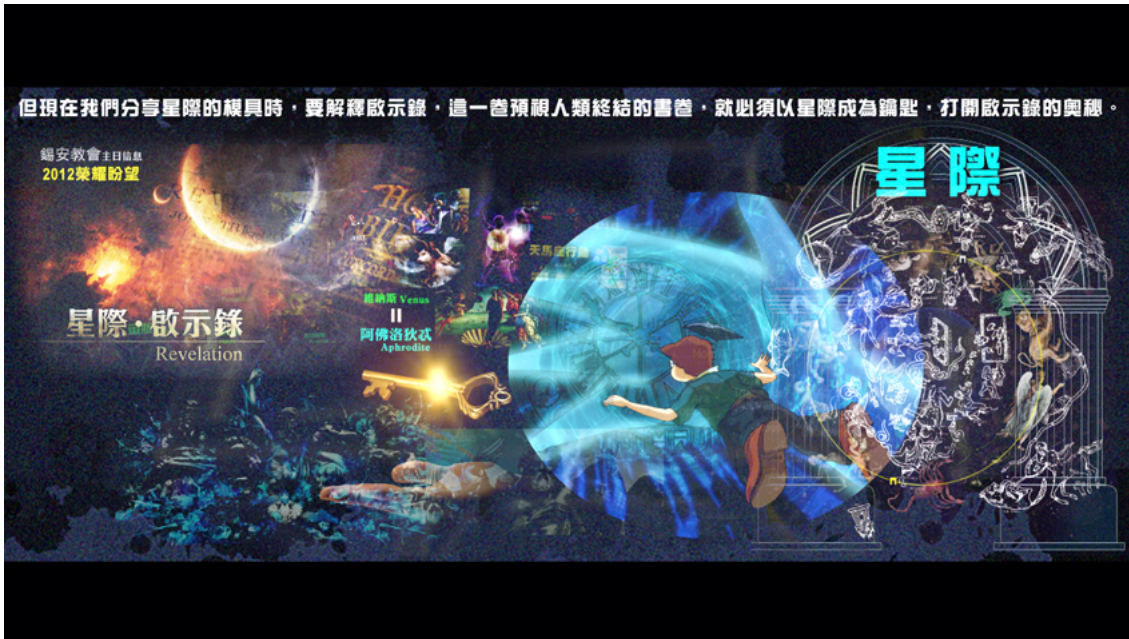 但現在我們分享星際的模具時，要解釋啟示錄，這一卷預視人類終結的書卷，就必須以星際成為鑰匙，打開啟示錄的奧秘。
錫安教會主日信息
2012榮耀盼望
星際
天馬座行動
維納斯 Venus
=
阿佛洛狄忒
Aphrodite
星際 啟示錄
Revelation